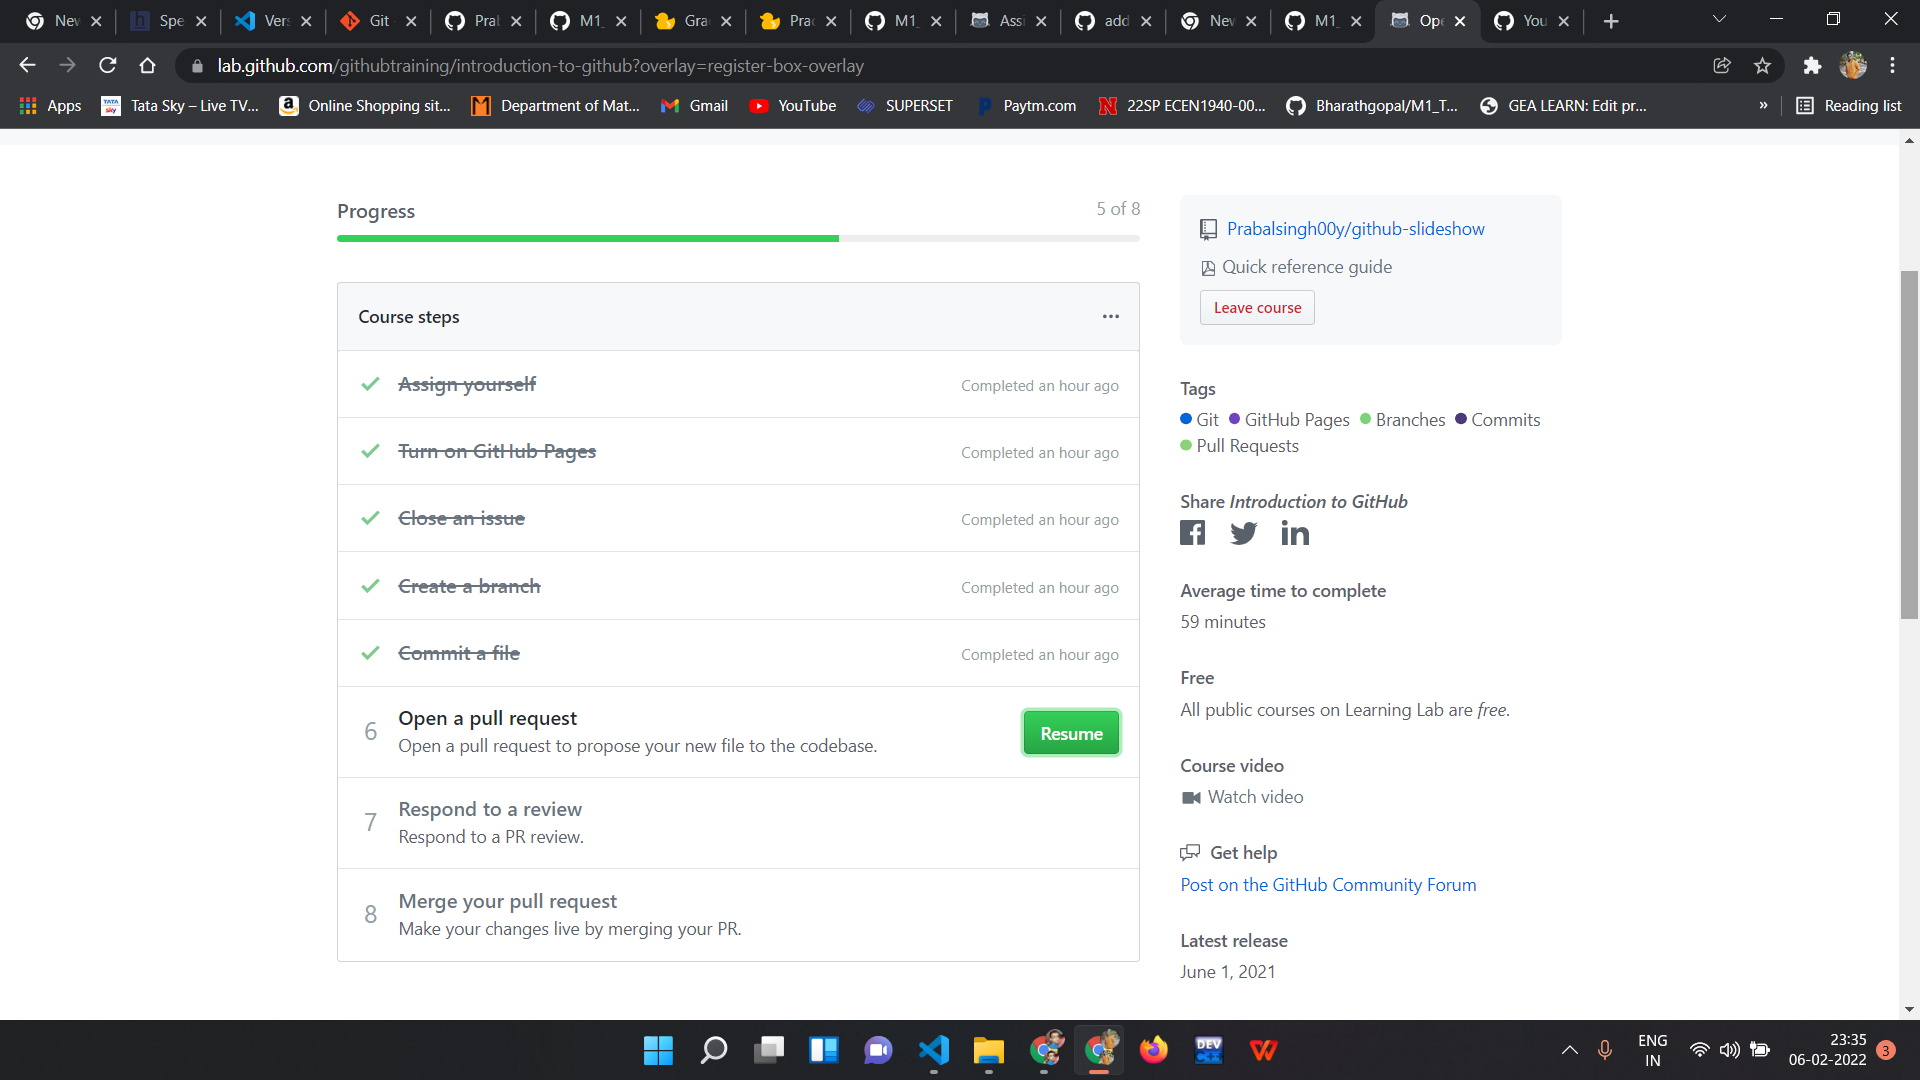 New
Spe
Vers
Git -
Prab
M1_
Gra
Prac
M1_
Assi
add
New
M1_
Ope
You
lab.github.com/githubtraining/introduction-to-github?overlay=register-box-overlay
Apps
TATA sky
Tata Sky – Live TV...
Online Shopping sit...
Department of Mat...
Gmail
YouTube
SUPERSET
Paytm.com
22SP ECEN1940-00...
Bharathgopal/M1_T...
GEA LEARN: Edit pr...
»
Reading list
Progress
5 of 8
Course steps
Assign yourself
Completed an hour ago
Turn on GitHub Pages
Completed an hour ago
Close an issue
Completed an hour ago
Create a branch
Completed an hour ago
Commit a file
Completed an hour ago
6
Open a pull request
Open a pull request to propose your new file to the codebase.
Resume
7
Respond to a review
Respond to a PR review.
8
Merge your pull request
Make your changes live by merging your PR.
Prabalsingh00y/github-slideshow
Quick reference guide
Leave course
Tags
Git GitHub Pages Branches Commits
Pull Requests
Share Introduction to GitHub
Average time to complete
59 minutes
Free
All public courses on Learning Lab are free.
Course video
Watch video
Get help
Post on the GitHub Community Forum
Latest release
June 1, 2021
DEV
ENG
IN
23:35
06-02-2022
3